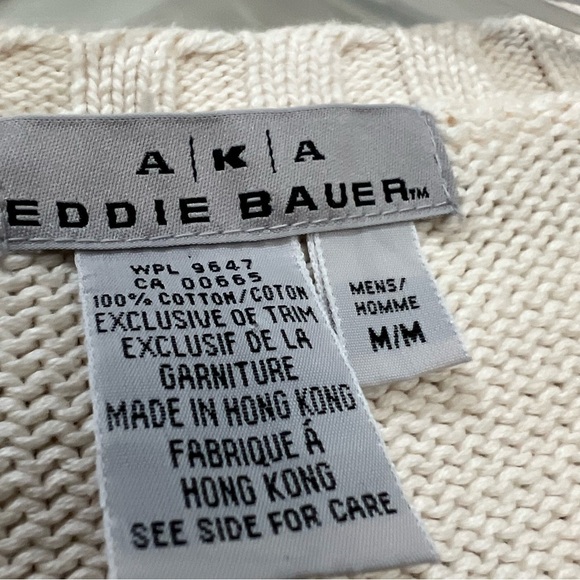 A|K|A
EDDIE BAUER™
WPL 9647
CA 00665
100% COTTON/COTON
EXCLUSIVE OF TRIM
EXCLUSIF DE LA
GARNITURE
MADE IN HONG KONG
FABRIQUE Á
HONG KONG
SEE SIDE FOR CARE
MENS/
HOMME
M/M